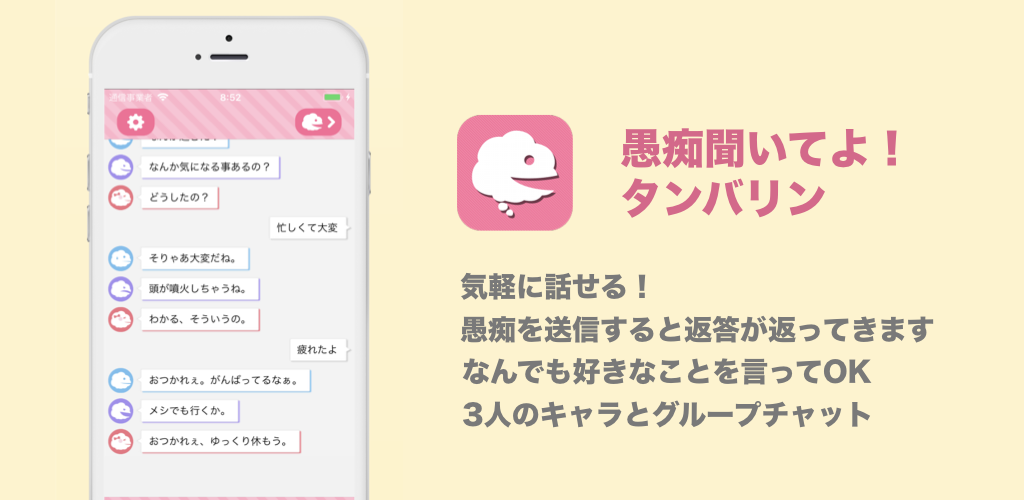 通信事業者
8:52
なんか気になる事あるの？
どうしたの？
忙しくて大変
そりゃあ大変だね。
頭が噴火しちゃうね。
わかる、そういうの。
疲れたよ
おつかれぇ。がんばってるなぁ。
メシでも行くか。
おつかれぇ、ゆっくり休もう。
愚痴聞いてよ！
タンバリン
気軽に話せる！
愚痴を送信すると返答が返ってきます
なんでも好きなことを言ってOK
3人のキャラとグループチャット